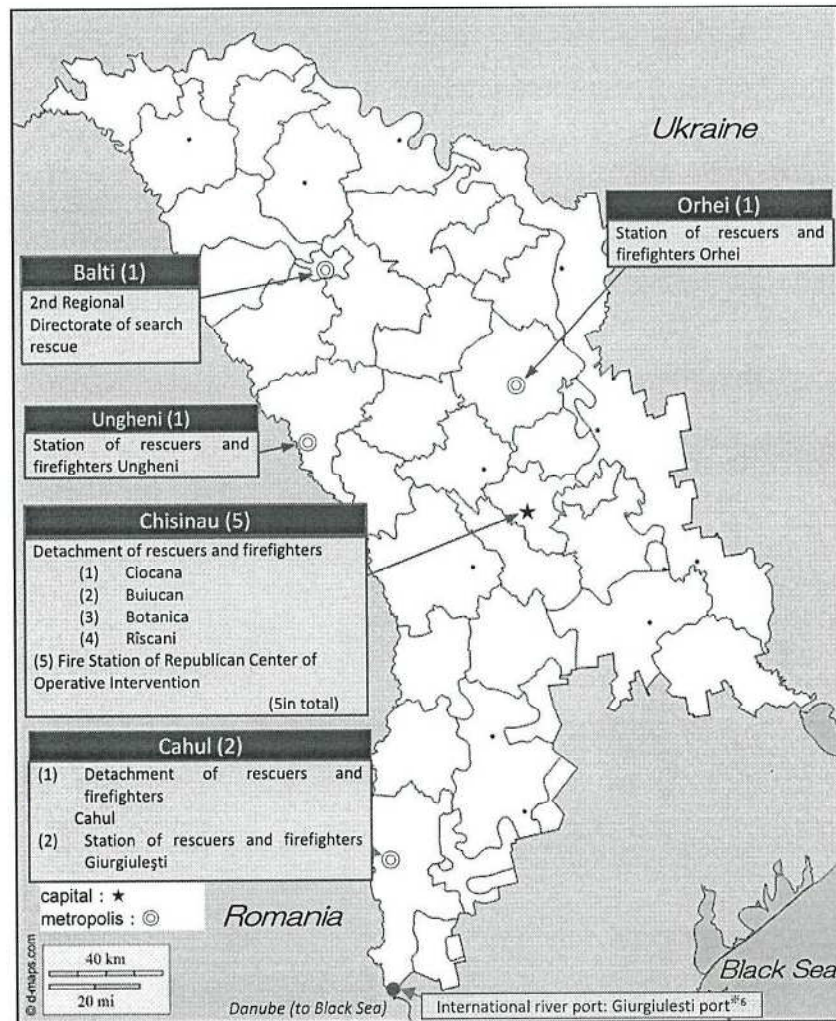 Ukraine
Orhei (1)
Station of rescuers and
firefighters Orhei
Balti (1)
2nd Regional
Directorate of search
rescue
Ungheni (1)
Station of rescuers and
firefighters Ungheni
Chisinau (5)
Detachment of rescuers and firefighters
(1) Ciocana
(2) Buiucan
(3) Botanica
(4) Rîscani
(5) Fire Station of Republican Center of
Operative Intervention
(5in total)
Cahul (2)
(1) Detachment of rescuers and
firefighters
Cahul
(2) Station of rescuers and firefighters
Giurgiuleşti
capital : ★
metropolis : ◎
Romania
© d-maps.com
40 km
20 mi
Black Sea
Danube (to Black Sea)
International river port: Giurgiulesti port※6